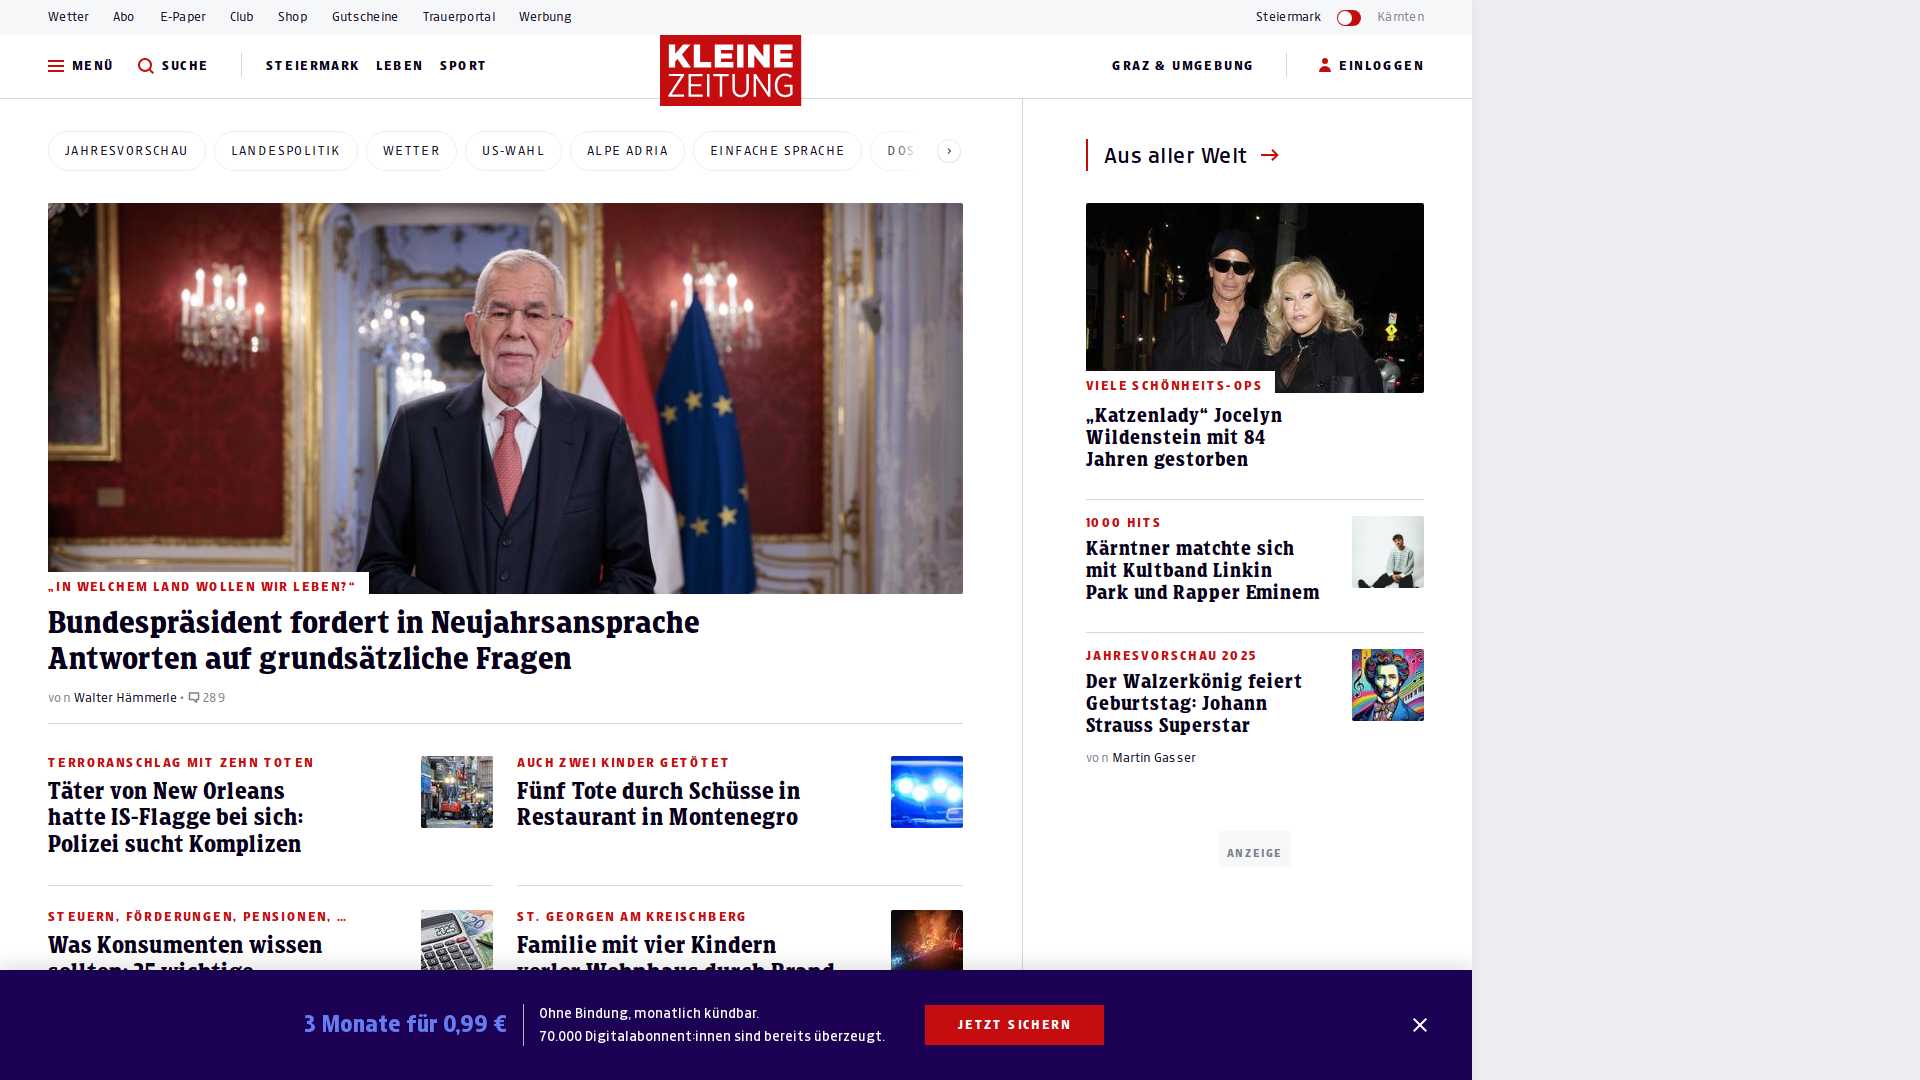 Wetter Abo E-Paper Club Shop Gutscheine Trauerportal Werbung
Steiermark Kärnten
MENÜ SUCHE STEIERMARK LEBEN SPORT
KLEINE
ZEITUNG
GRAZ & UMGEBUNG EINLOGGEN
JAHRESVORSCHAU LANDESPOLITIK WETTER US-WAHL ALPE ADRIA EINFACHE SPRACHE DOS
„IN WELCHEM LAND WOLLEN WIR LEBEN?“
Bundespräsident fordert in Neujahrsansprache
Antworten auf grundsätzliche Fragen
von Walter Hämmerle • 289
TERRORANSCHLAG MIT ZEHN TOTEN
Täter von New Orleans
hatte IS-Flagge bei sich:
Polizei sucht Komplizen
AUCH ZWEI KINDER GETÖTET
Fünf Tote durch Schüsse in
Restaurant in Montenegro
STEUERN, FÖRDERUNGEN, PENSIONEN, …
Was Konsumenten wissen
sollten: 25 wichtige
2025
ST. GEORGEN AM KREISCHBERG
Familie mit vier Kindern
verlor Wohnhaus durch Brand
Aus aller Welt
VIELE SCHÖNHEITS-OPS
„Katzenlady“ Jocelyn
Wildenstein mit 84
Jahren gestorben
1000 HITS
Kärntner matchte sich
mit Kultband Linkin
Park und Rapper Eminem
JAHRESVORSCHAU 2025
Der Walzerkönig feiert
Geburtstag: Johann
Strauss Superstar
von Martin Gasser
ANZEIGE
3 Monate für 0,99 €
Ohne Bindung, monatlich kündbar.
70.000 Digitalabonnent:innen sind bereits überzeugt.
JETZT SICHERN